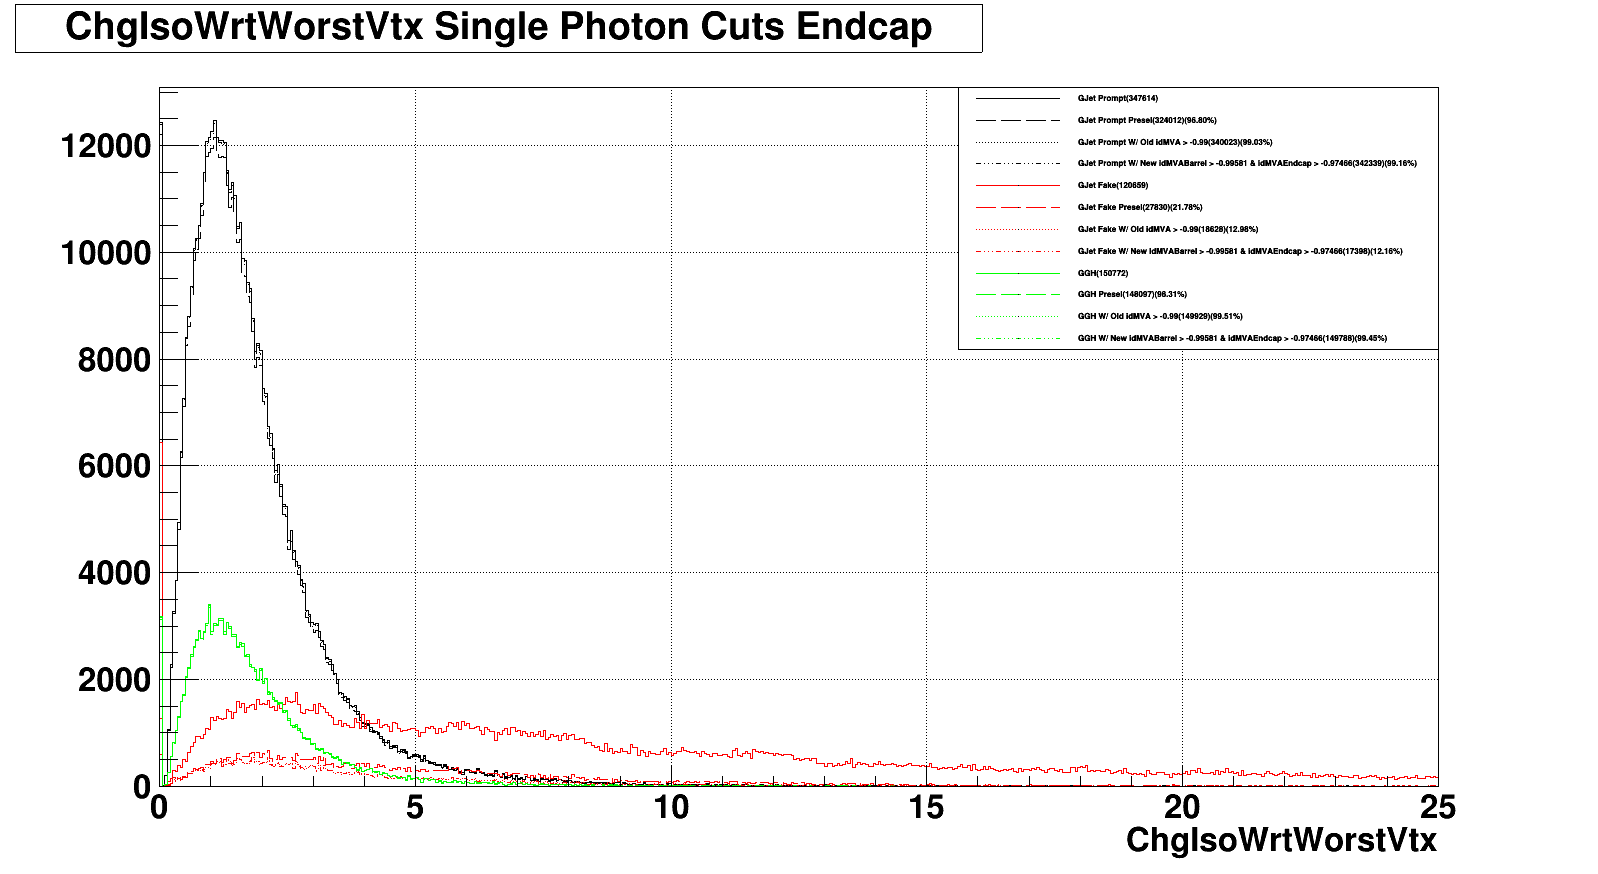 ChgIsoWrtWorstVtx Single Photon Cuts Endcap
GJet Prompt(347614)
GJet Prompt Presel(324012)(96.80%)
GJet Prompt W/ Old idMVA > -0.99(340023)(99.03%)
GJet Prompt W/ New idMVABarrel > -0.99581 & idMVAEndcap > -0.97466(342339)(99.16%)
GJet Fake(120659)
GJet Fake Presel(27830)(21.78%)
GJet Fake W/ Old idMVA > -0.99(18628)(12.98%)
GJet Fake W/ New idMVABarrel > -0.99581 & idMVAEndcap > -0.97466(17398)(12.16%)
GGH(150772)
GGH Presel(148097)(98.31%)
GGH W/ Old idMVA > -0.99(149929)(99.51%)
GGH W/ New idMVABarrel > -0.99581 & idMVAEndcap > -0.97466(149788)(99.45%)
12000
10000
8000
6000
4000
2000
0
0 5 10 15 20 25
ChgIsoWrtWorstVtx